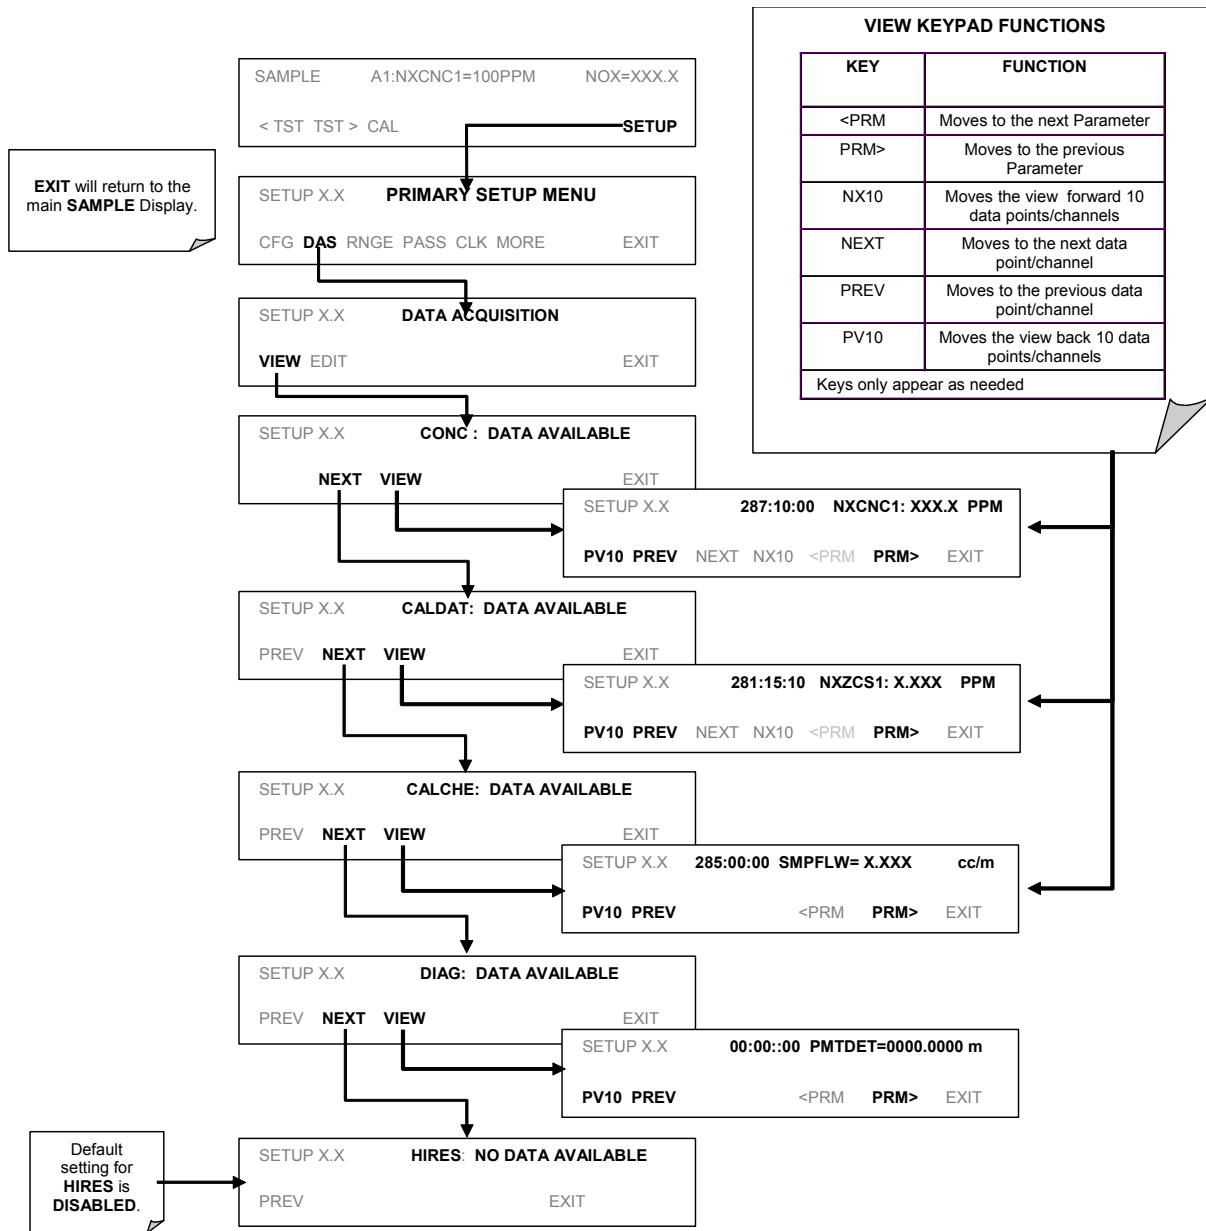 VIEW KEYPAD FUNCTIONS
KEY FUNCTION
<PRM Moves to the next Parameter
PRM> Moves to the previous
Parameter
NX10 Moves the view forward 10
data points/channels
NEXT Moves to the next data
point/channel
PREV Moves to the previous data
point/channel
PV10 Moves the view back 10 data
points/channels
Keys only appear as needed
SAMPLE A1:NXCNC1=100PPM NOX=XXX.X
< TST TST > CAL SETUP
EXIT will return to the
main SAMPLE Display.
SETUP X.X PRIMARY SETUP MENU
CFG DAS RNGE PASS CLK MORE EXIT
SETUP X.X DATA ACQUISITION
VIEW EDIT EXIT
SETUP X.X CONC : DATA AVAILABLE
NEXT VIEW EXIT
SETUP X.X 287:10:00 NXCNC1: XXX.X PPM
PV10 PREV NEXT NX10 <PRM PRM> EXIT
SETUP X.X CALDAT: DATA AVAILABLE
PREV NEXT VIEW EXIT
SETUP X.X 281:15:10 NXZCS1: X.XXX PPM
PV10 PREV NEXT NX10 <PRM PRM> EXIT
SETUP X.X CALCHE: DATA AVAILABLE
PREV NEXT VIEW EXIT
SETUP X.X 285:00:00 SMPFLW= X.XXX cc/m
PV10 PREV <PRM PRM> EXIT
SETUP X.X DIAG: DATA AVAILABLE
PREV NEXT VIEW EXIT
SETUP X.X 00:00::00 PMTDET=0000.0000 m
PV10 PREV <PRM PRM> EXIT
Default
setting for
HIRES is
DISABLED.
SETUP X.X HIRES: NO DATA AVAILABLE
PREV EXIT